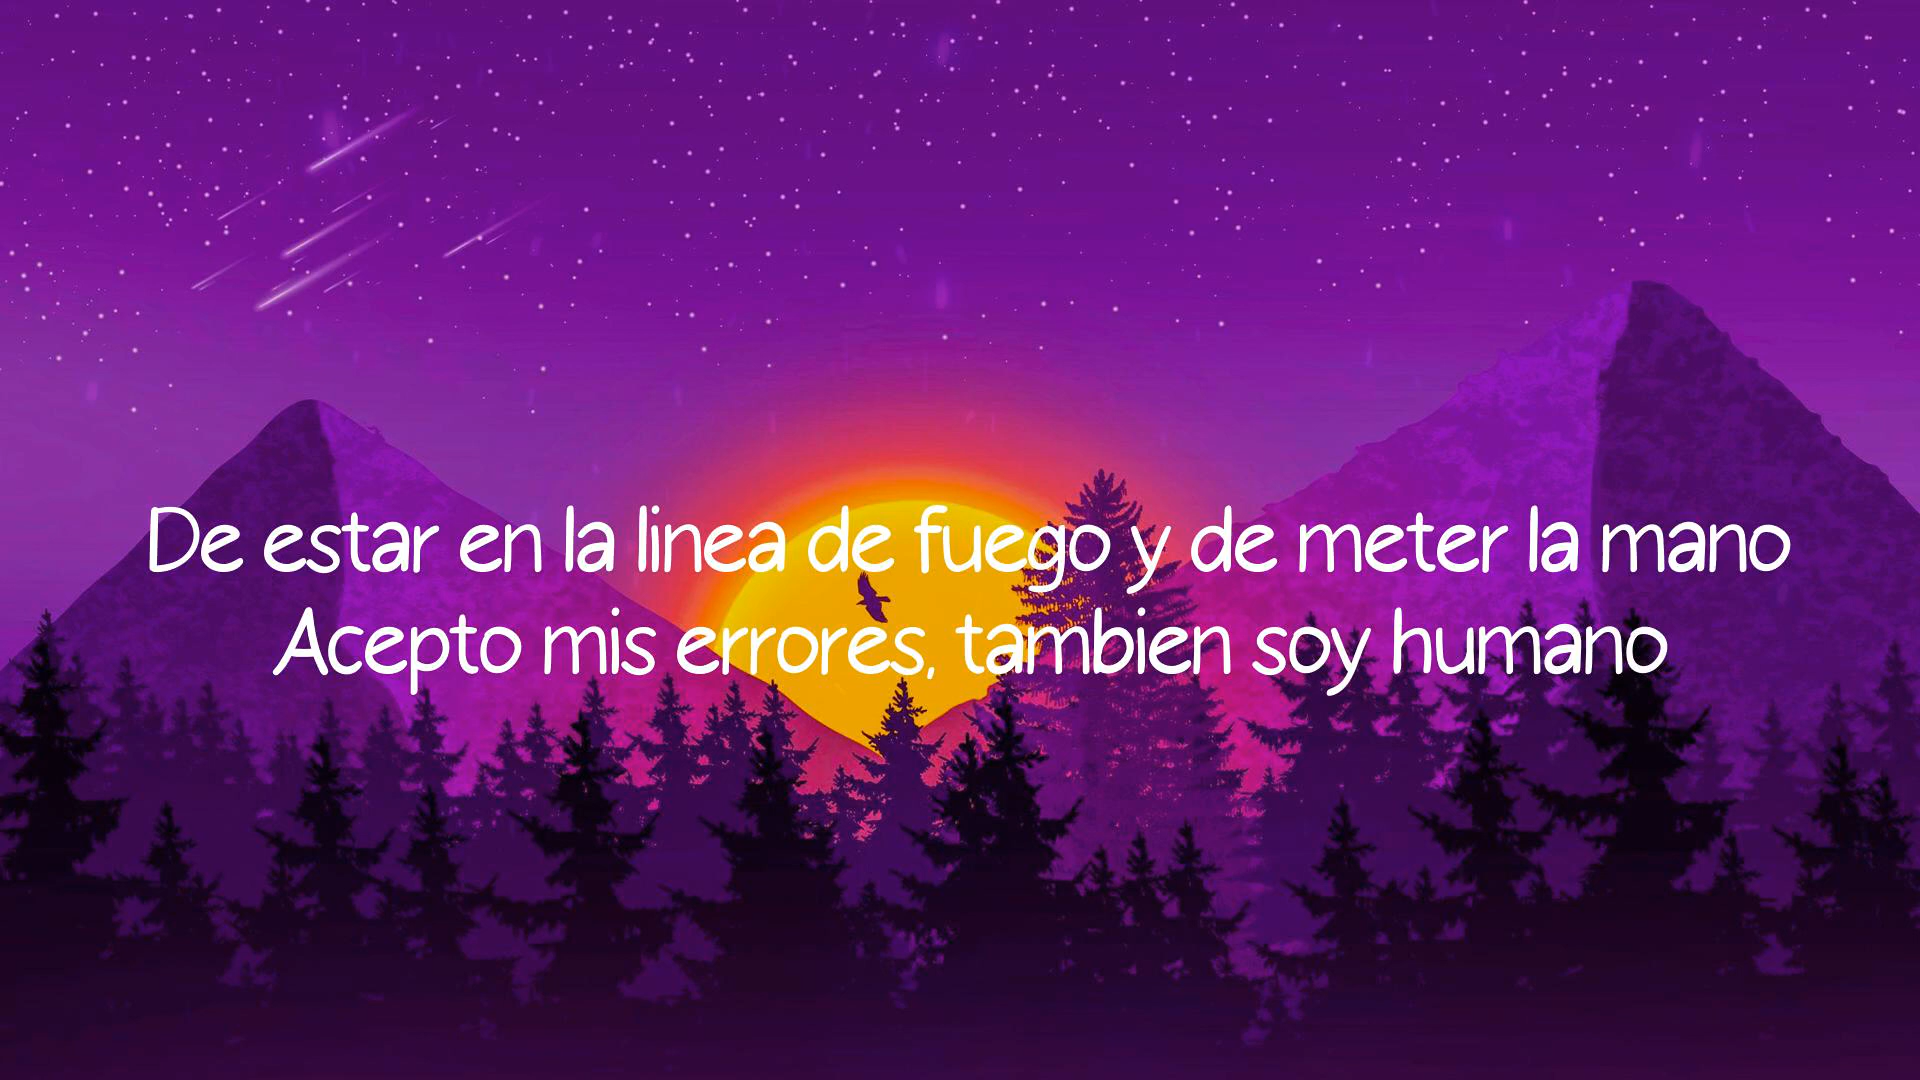 De estar en la linea de fuego y de meter la mano
Acepto mis errores, tambien soy humano